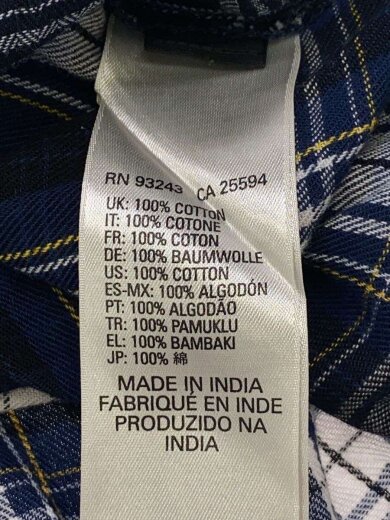 RN 93243 CA 25594
UK: 100% COTTON
IT: 100% COTONE
FR: 100% COTON
DE: 100% BAUMWOLLE
US: 100% COTTON
ES-MX: 100% ALGODÓN
PT: 100% ALGODÃO
TR: 100% PAMUKLU
EL: 100% BAMBAKI
JP: 100% 綿
MADE IN INDIA
FABRIQUÉ EN INDE
PRODUZIDO NA
INDIA